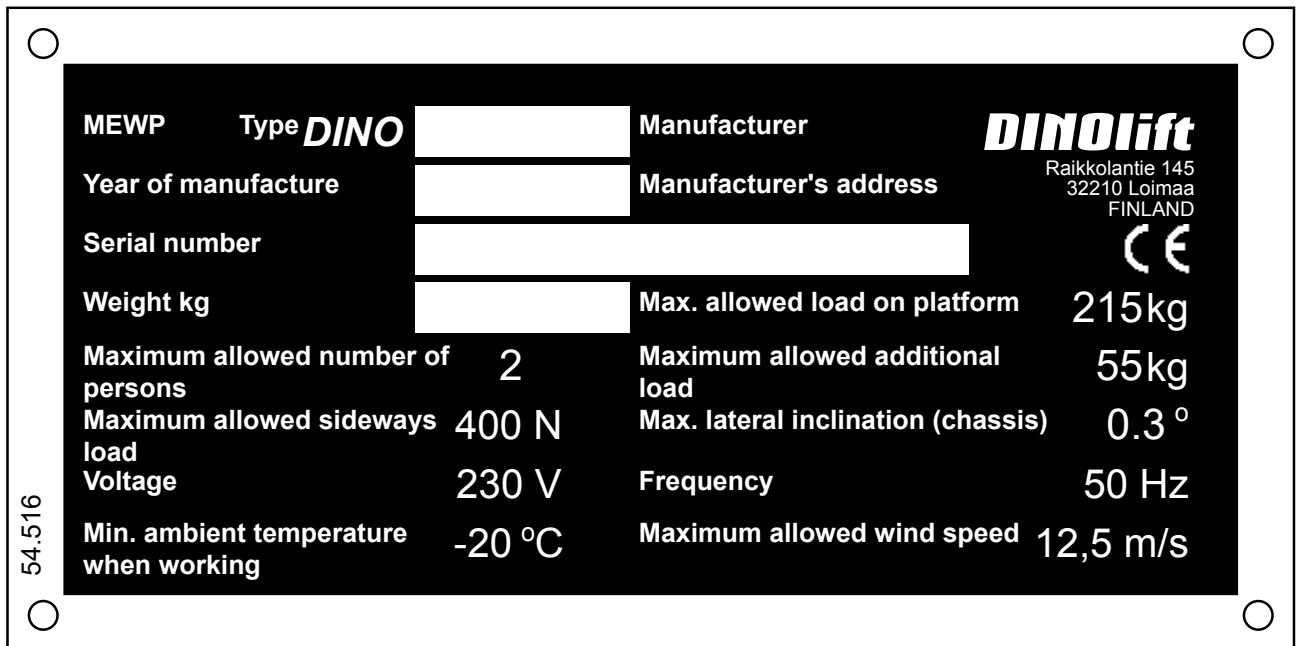 MEWP Type DINO Manufacturer DINOlift
Raikkolantie 145
Year of manufacture Manufacturer's address 32210 Loimaa
FINLAND
Serial number CE
Weight kg Max. allowed load on platform 215kg
Maximum allowed number of 2 Maximum allowed additional 55kg
persons load
Maximum allowed sideways 400 N Max. lateral inclination (chassis) 0.3 º
load
Voltage 230 V Frequency 50 Hz
Min. ambient temperature -20 ºC Maximum allowed wind speed 12,5 m/s
when working
54.516